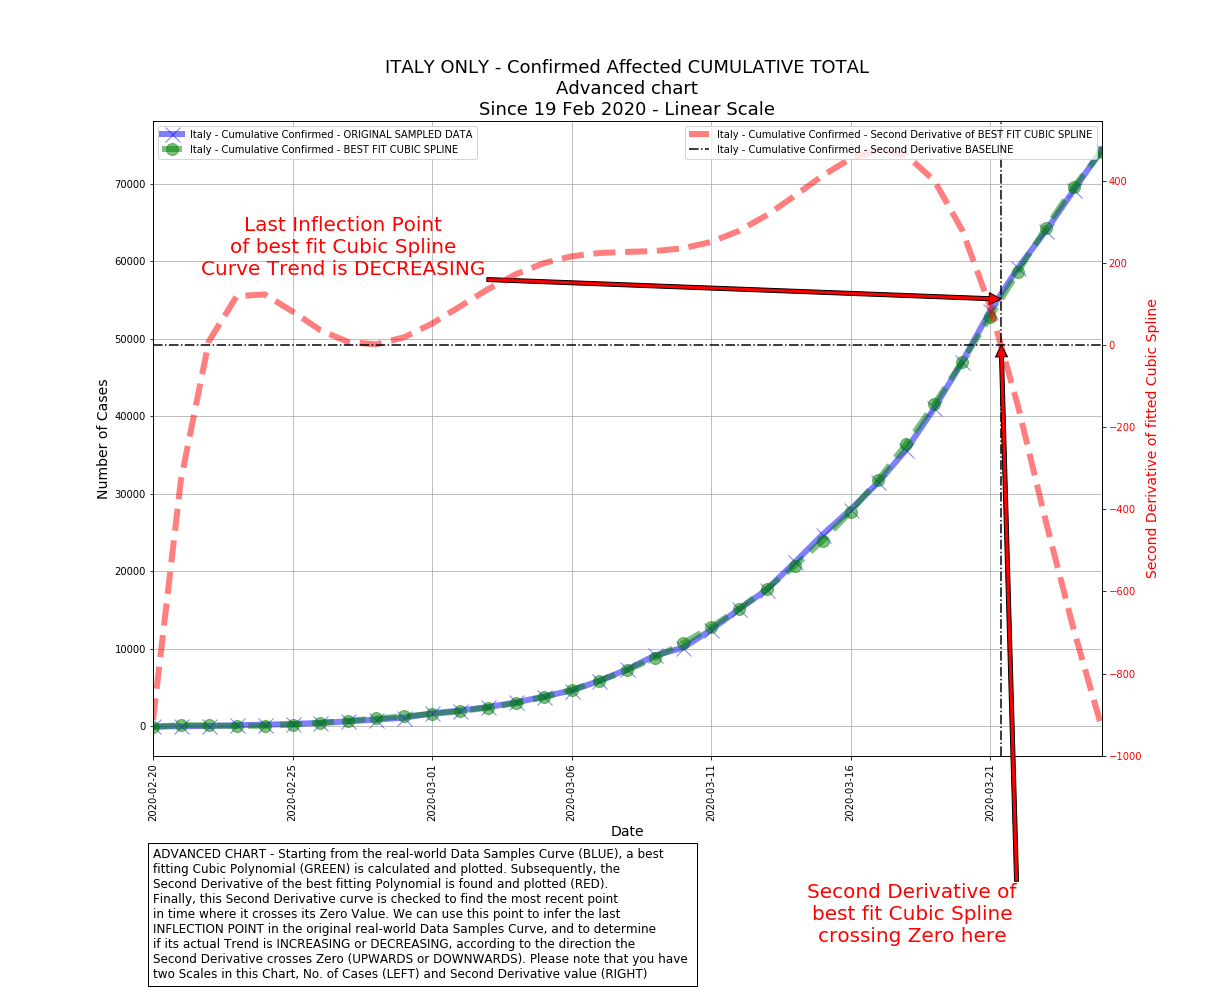 ITALY ONLY - Confirmed Affected CUMULATIVE TOTAL
Advanced chart
Since 19 Feb 2020 - Linear Scale
Italy - Cumulative Confirmed - ORIGINAL SAMPLED DATA
Italy - Cumulative Confirmed - BEST FIT CUBIC SPLINE
Italy - Cumulative Confirmed - Second Derivative of BEST FIT CUBIC SPLINE
Italy - Cumulative Confirmed - Second Derivative BASELINE
Last Inflection Point
of best fit Cubic Spline
Curve Trend is DECREASING
Number of Cases
70000
60000
50000
40000
30000
20000
10000
0
400
200
0
−200
−400
−600
−800
−1000
Second Derivative of fitted Cubic Spline
2020-02-20
2020-02-25
2020-03-01
2020-03-06
2020-03-11
2020-03-16
2020-03-21
Date
ADVANCED CHART - Starting from the real-world Data Samples Curve (BLUE), a best
fitting Cubic Polynomial (GREEN) is calculated and plotted. Subsequently, the
Second Derivative of the best fitting Polynomial is found and plotted (RED).
Finally, this Second Derivative curve is checked to find the most recent point
in time where it crosses its Zero Value. We can use this point to infer the last
INFLECTION POINT in the original real-world Data Samples Curve, and to determine
if its actual Trend is INCREASING or DECREASING, according to the direction the
Second Derivative crosses Zero (UPWARDS or DOWNWARDS). Please note that you have
two Scales in this Chart, No. of Cases (LEFT) and Second Derivative value (RIGHT)
Second Derivative of
best fit Cubic Spline
crossing Zero here